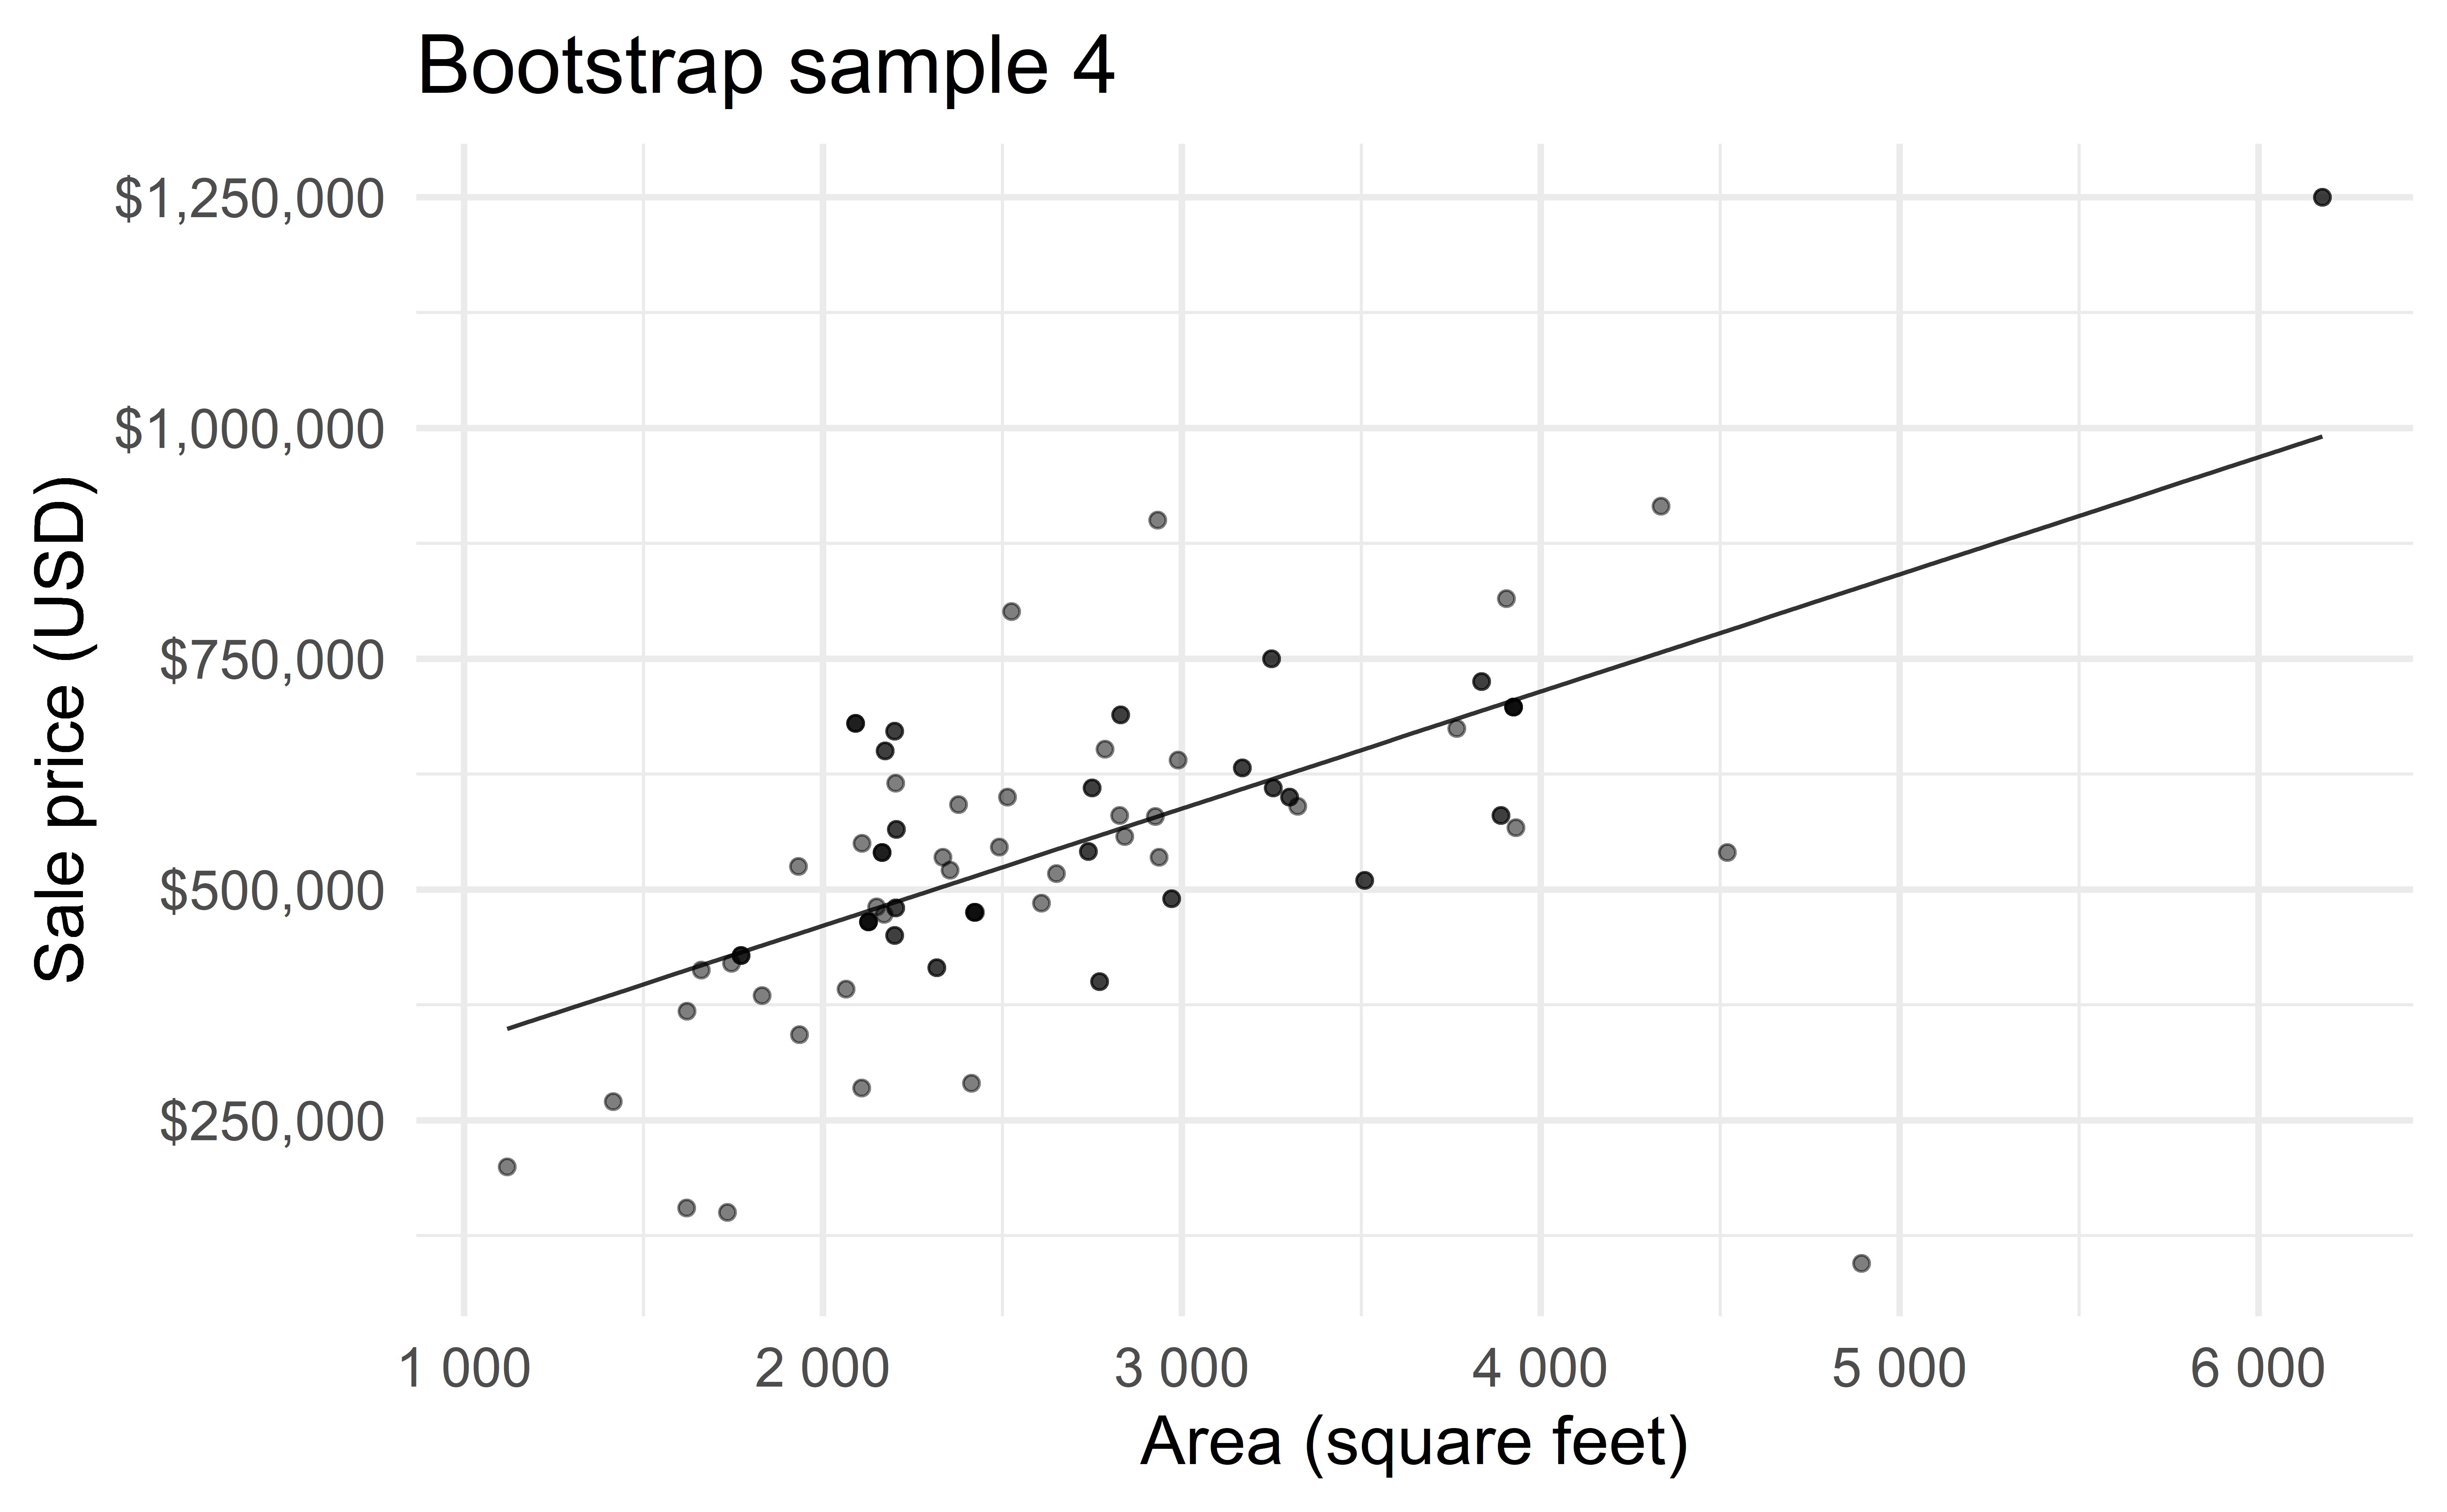 Bootstrap sample 4
$1,250,000
$1,000,000
$750,000
$500,000
$250,000
Sale price (USD)
1 000 2 000 3 000 4 000 5 000 6 000
Area (square feet)